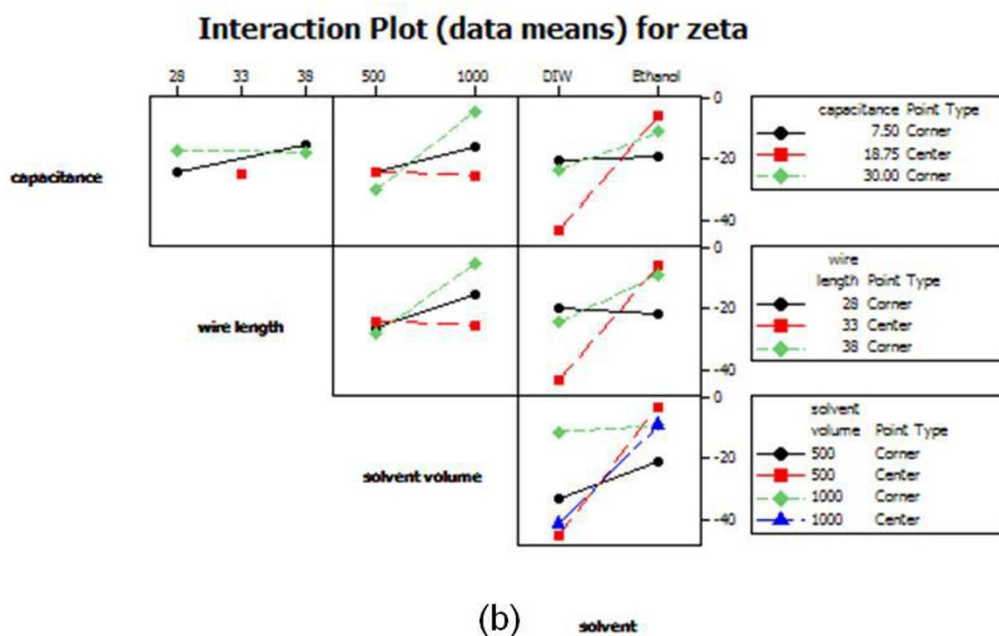 Interaction Plot (data means) for zeta
28 33 38 500 1000 DIW Ethanol
0
capacitance Point Type
7.50 Corner
18.75 Center
30.00 Corner
-20
capacitance
-40
0
wire
length Point Type
28 Corner
33 Center
38 Corner
-20
wire length
-40
0
solvent
volume Point Type
500 Corner
500 Center
1000 Corner
1000 Center
-20
solvent volume
-40
(b) solvent